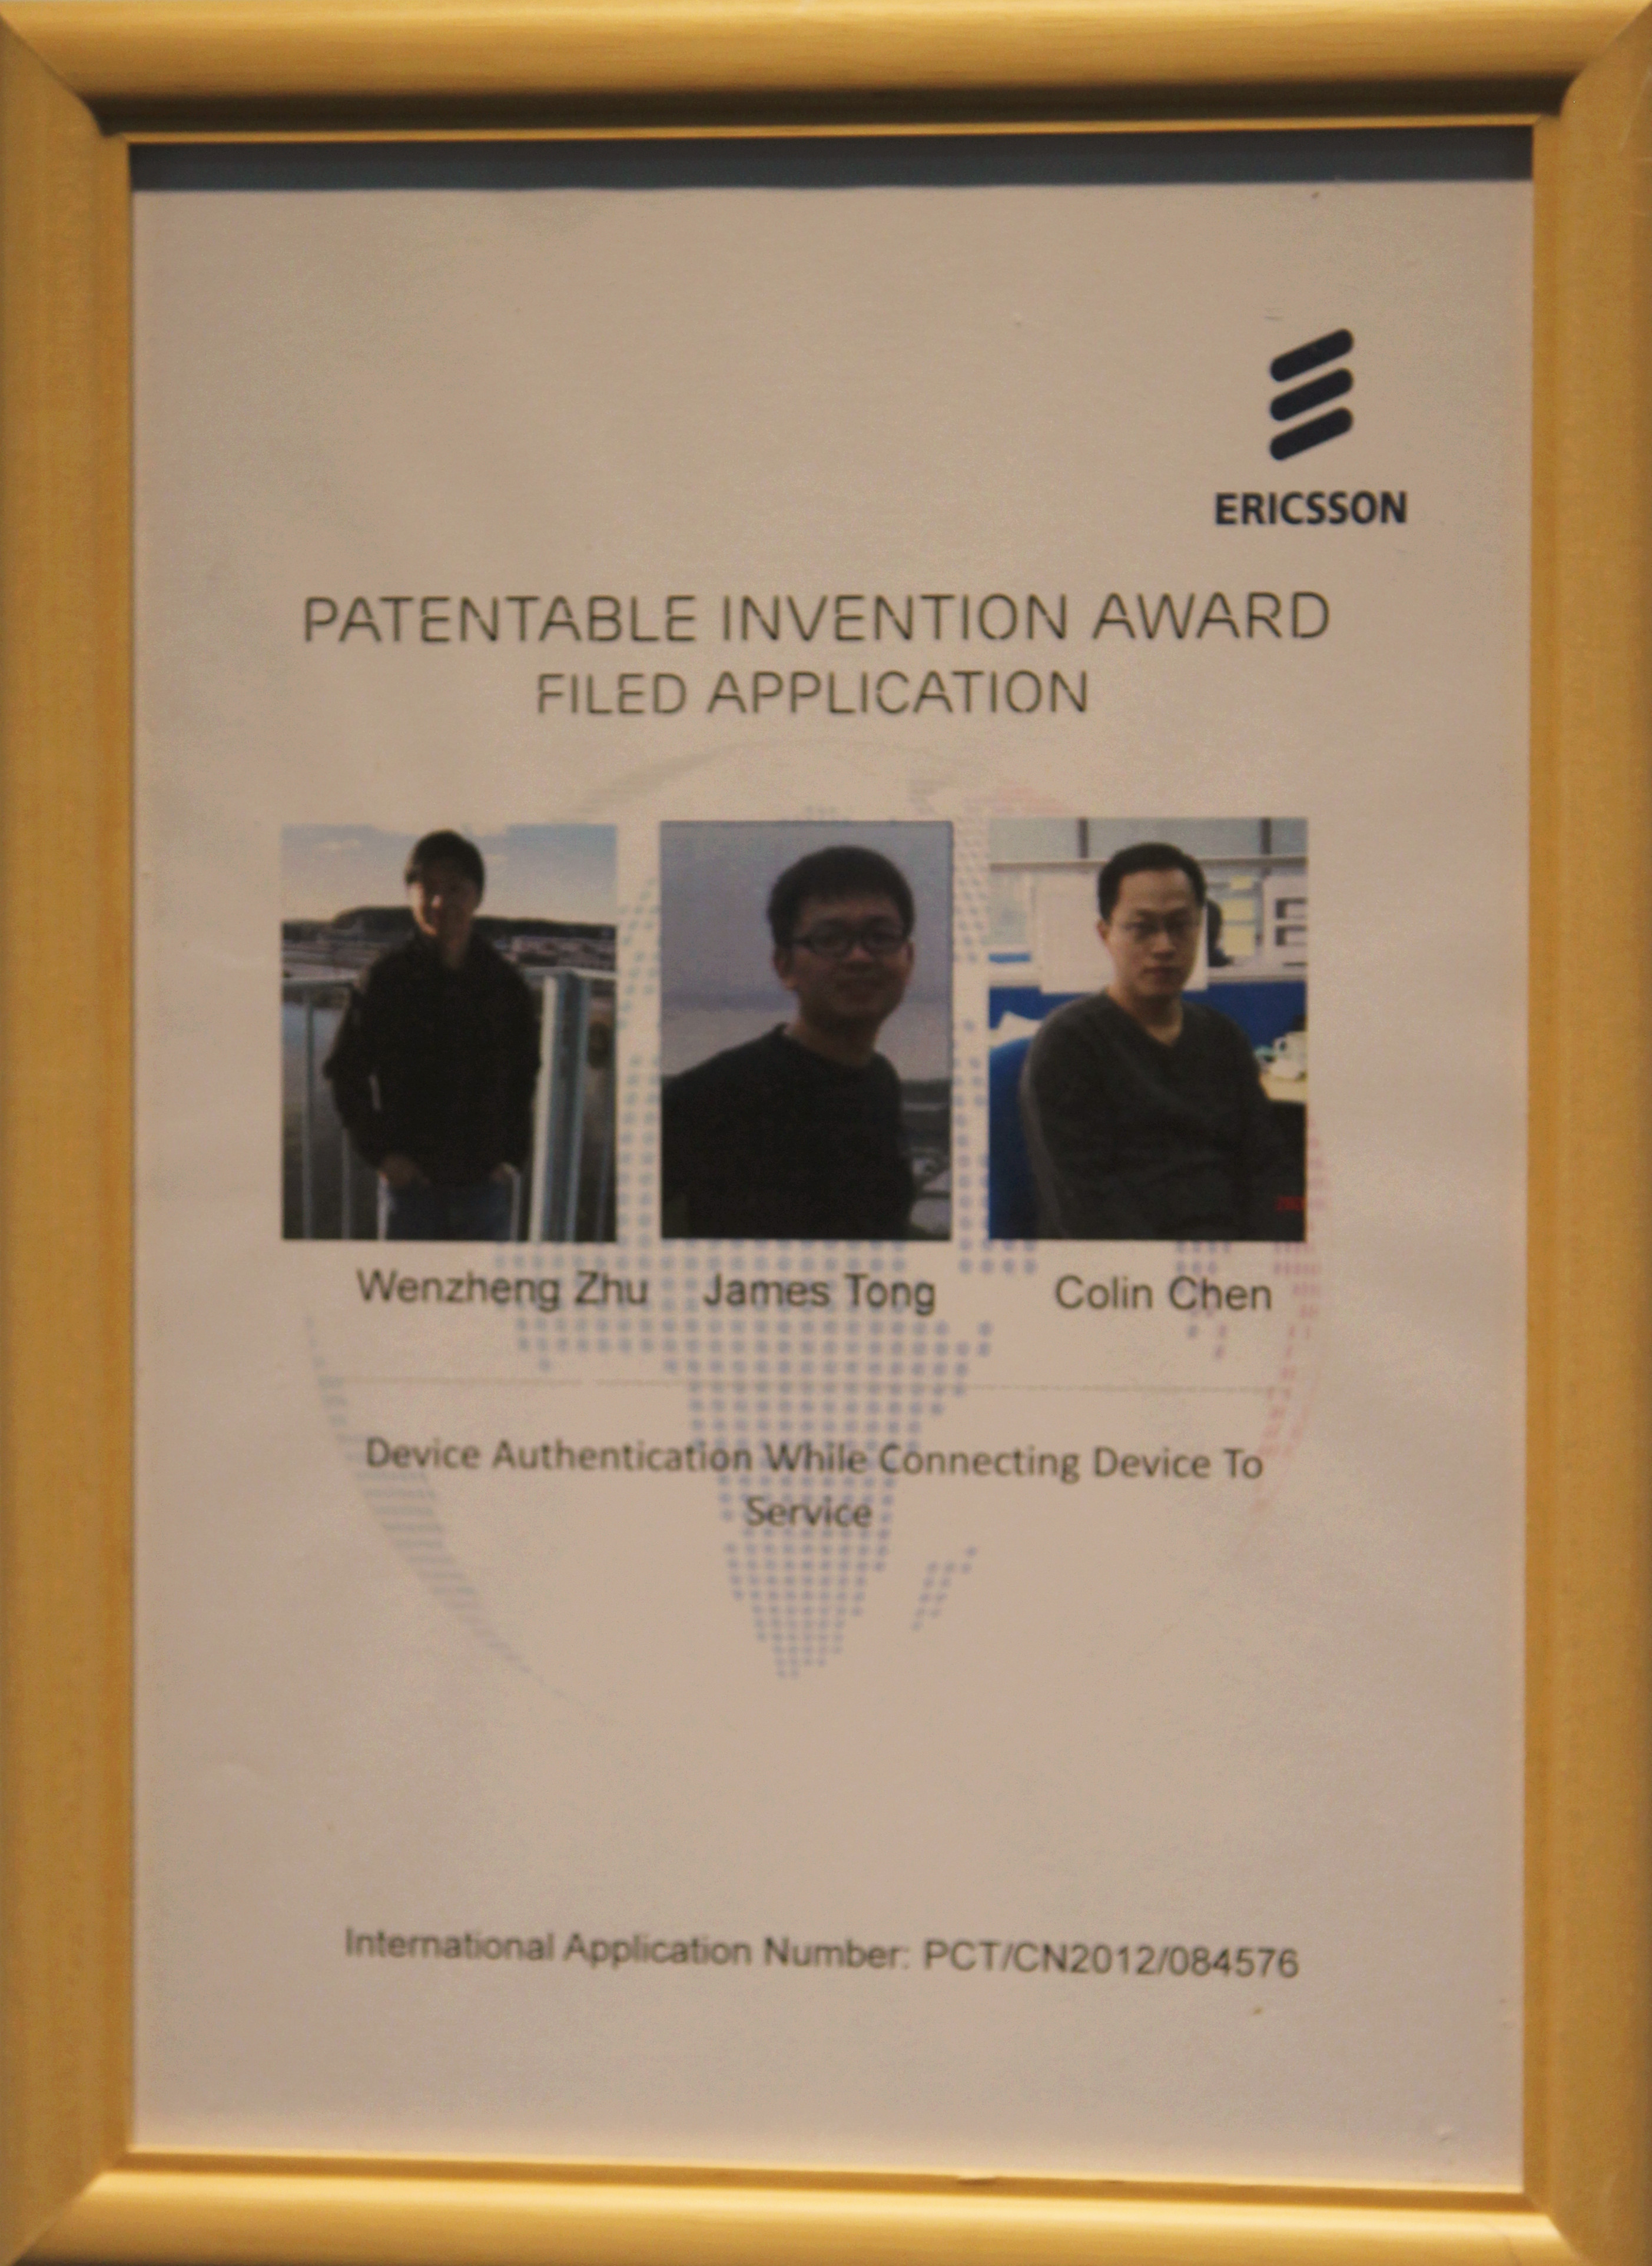 ERICSSON
PATENTABLE INVENTION AWARD
FILED APPLICATION
Wenzheng Zhu James Tong Colin Chen
Device Authentication While Connecting Device To
Service
International Application Number: PCT/CN2012/084576